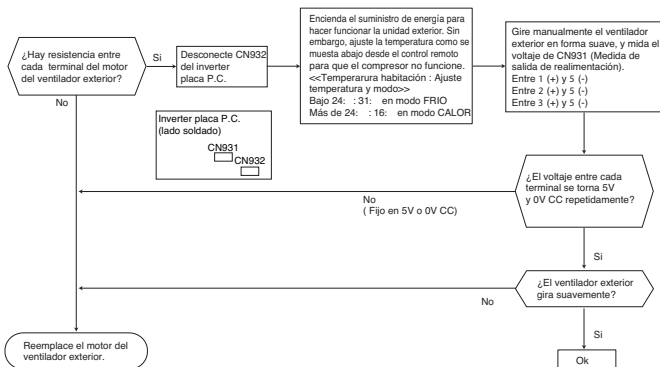 ¿Hay resistencia entre
cada terminal del motor
del ventilador exterior?
Si
No
Desconecte CN932
del inverter
placa P.C.
Encienda el suministro de energía para
hacer funcionar la unidad exterior. Sin
embargo, ajuste la temperatura como se
muesta abajo desde el control remoto
para que el compresor no funcione.
<<Temperarura habitación : Ajuste
temperatura y modo>>
Bajo 24: : 31: en modo FRIO
Más de 24: : 16: en modo CALOR
Gire manualmente el ventilador
exterior en forma suave, y mida el
voltaje de CN931 (Medida de
salida de realimentación).
Entre 1 (+) y 5 (-)
Entre 2 (+) y 5 (-)
Entre 3 (+) y 5 (-)
Inverter placa P.C.
(lado soldado)
CN931
CN932
¿El voltaje entre cada
terminal se torna 5V
y 0V CC repetidamente?
No
( Fijo en 5V o 0V CC)
Si
¿El ventilador exterior
gira suavemente?
No
Si
Reemplace el motor del
ventilador exterior.
Ok